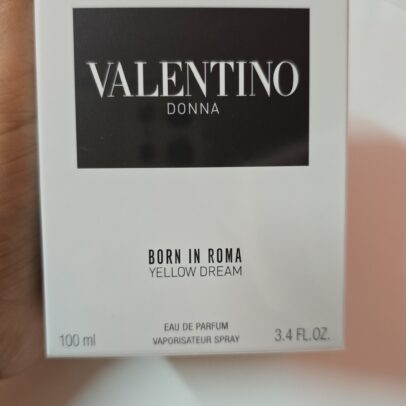 VALENTINO
DONNA
BORN IN ROMA
YELLOW DREAM
EAU DE PARFUM
100 ml VAPORISATEUR SPRAY 3.4 FL.OZ.